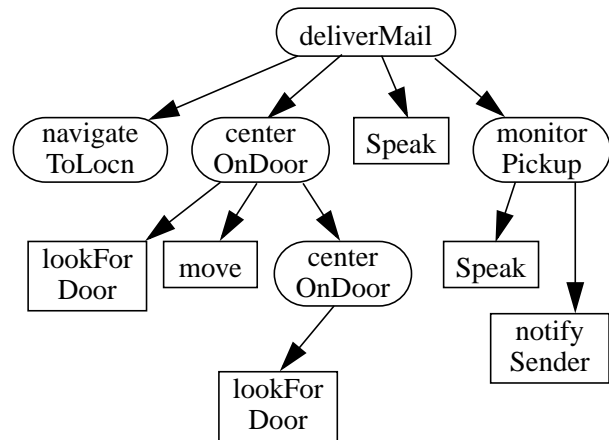 deliverMail
navigate
ToLocn
center
OnDoor
Speak
monitor
Pickup
lookFor
Door
move
center
OnDoor
Speak
notify
Sender
lookFor
Door